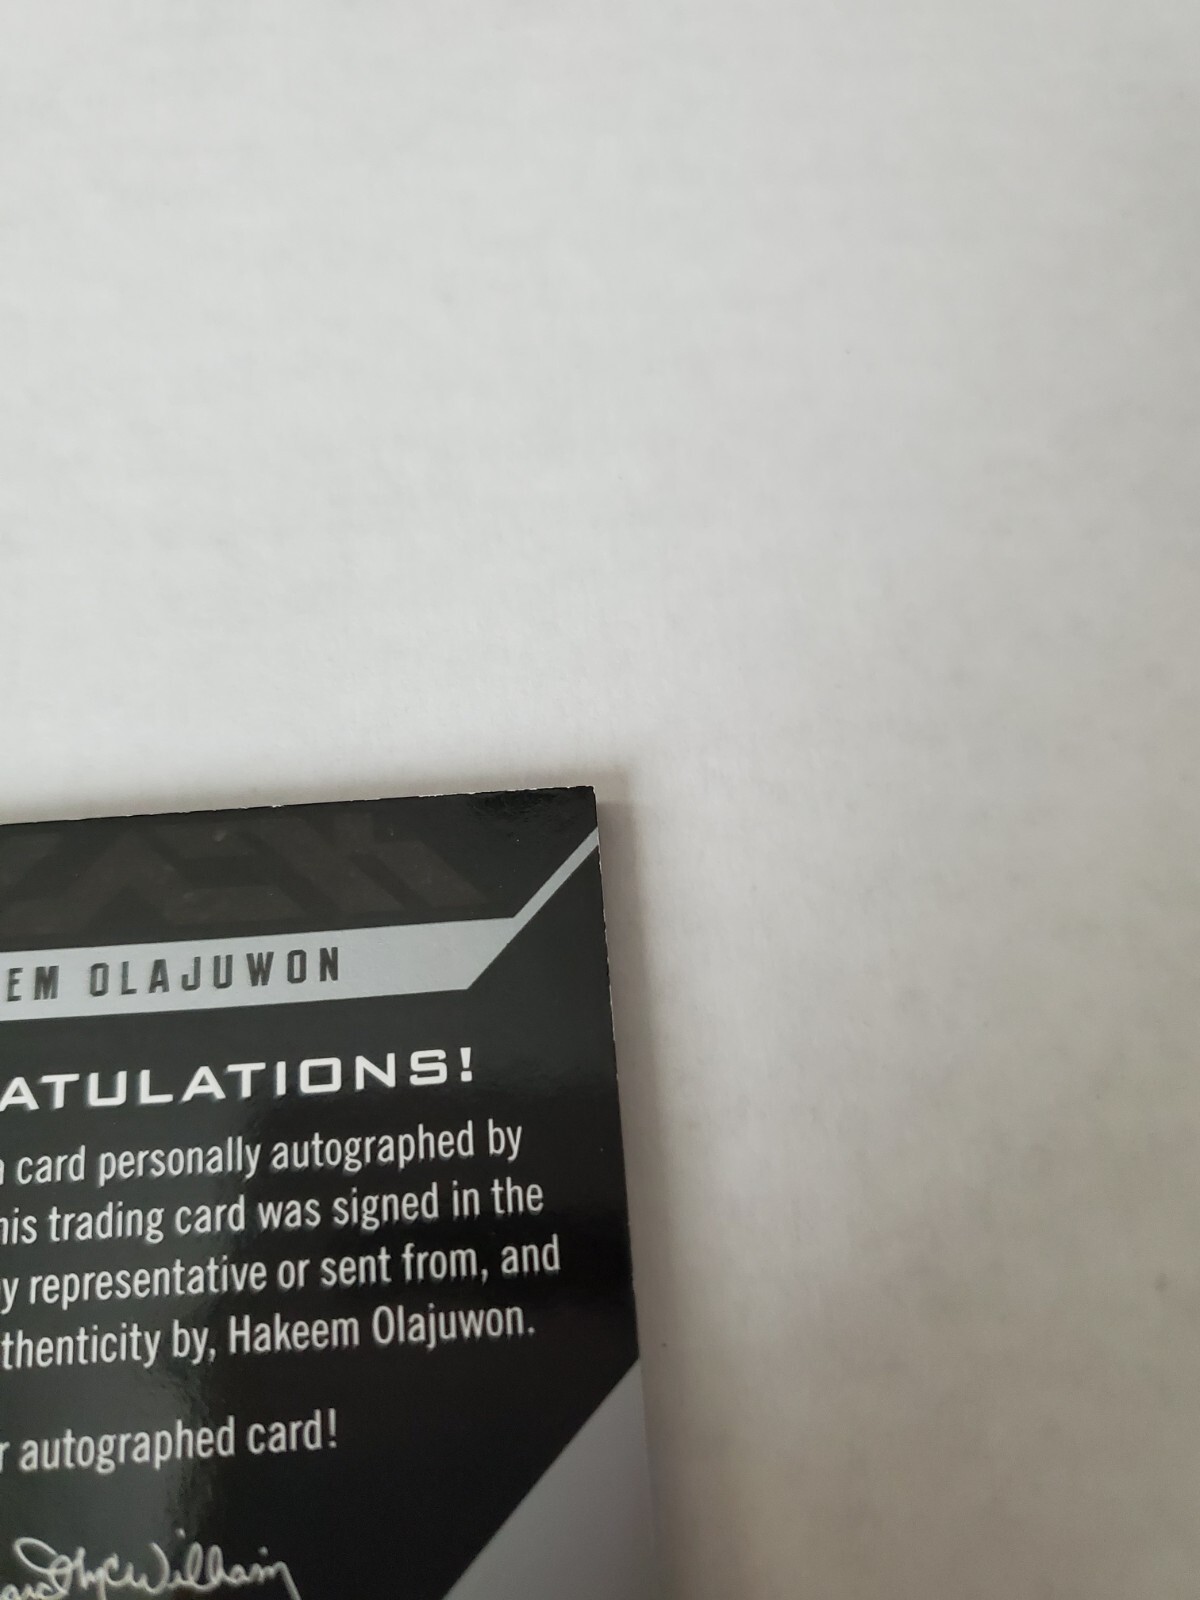 EM OLAJUWON
ATULATIONS!
card personally autographed by
his trading card was signed in the
y representative or sent from, and
thenticity by, Hakeem Olajuwon.
r autographed card!